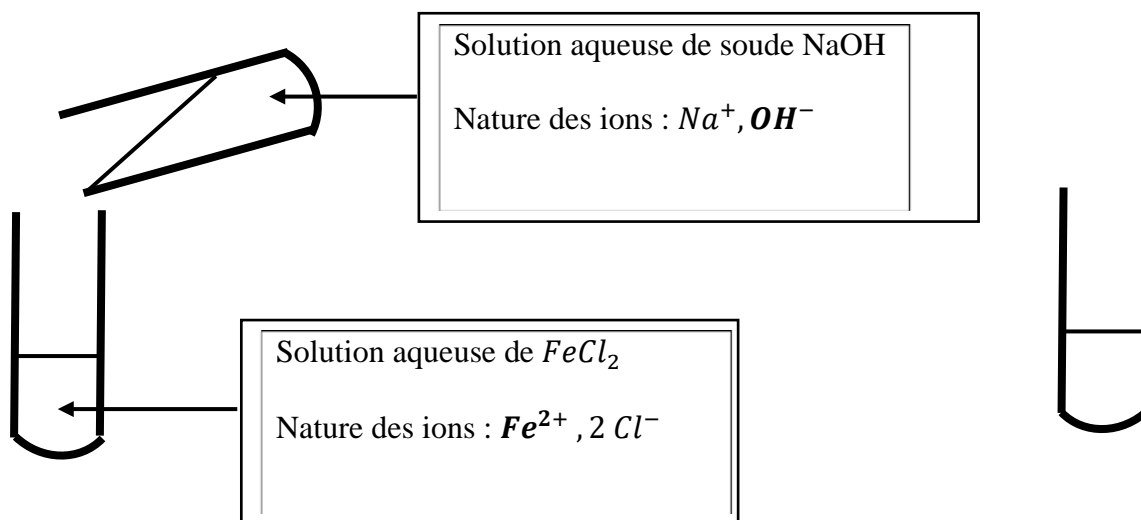 Solution aqueuse de soude NaOH
Nature des ions : Na⁺, OH⁻
Solution aqueuse de FeCl₂
Nature des ions : Fe²⁺ , 2 Cl⁻